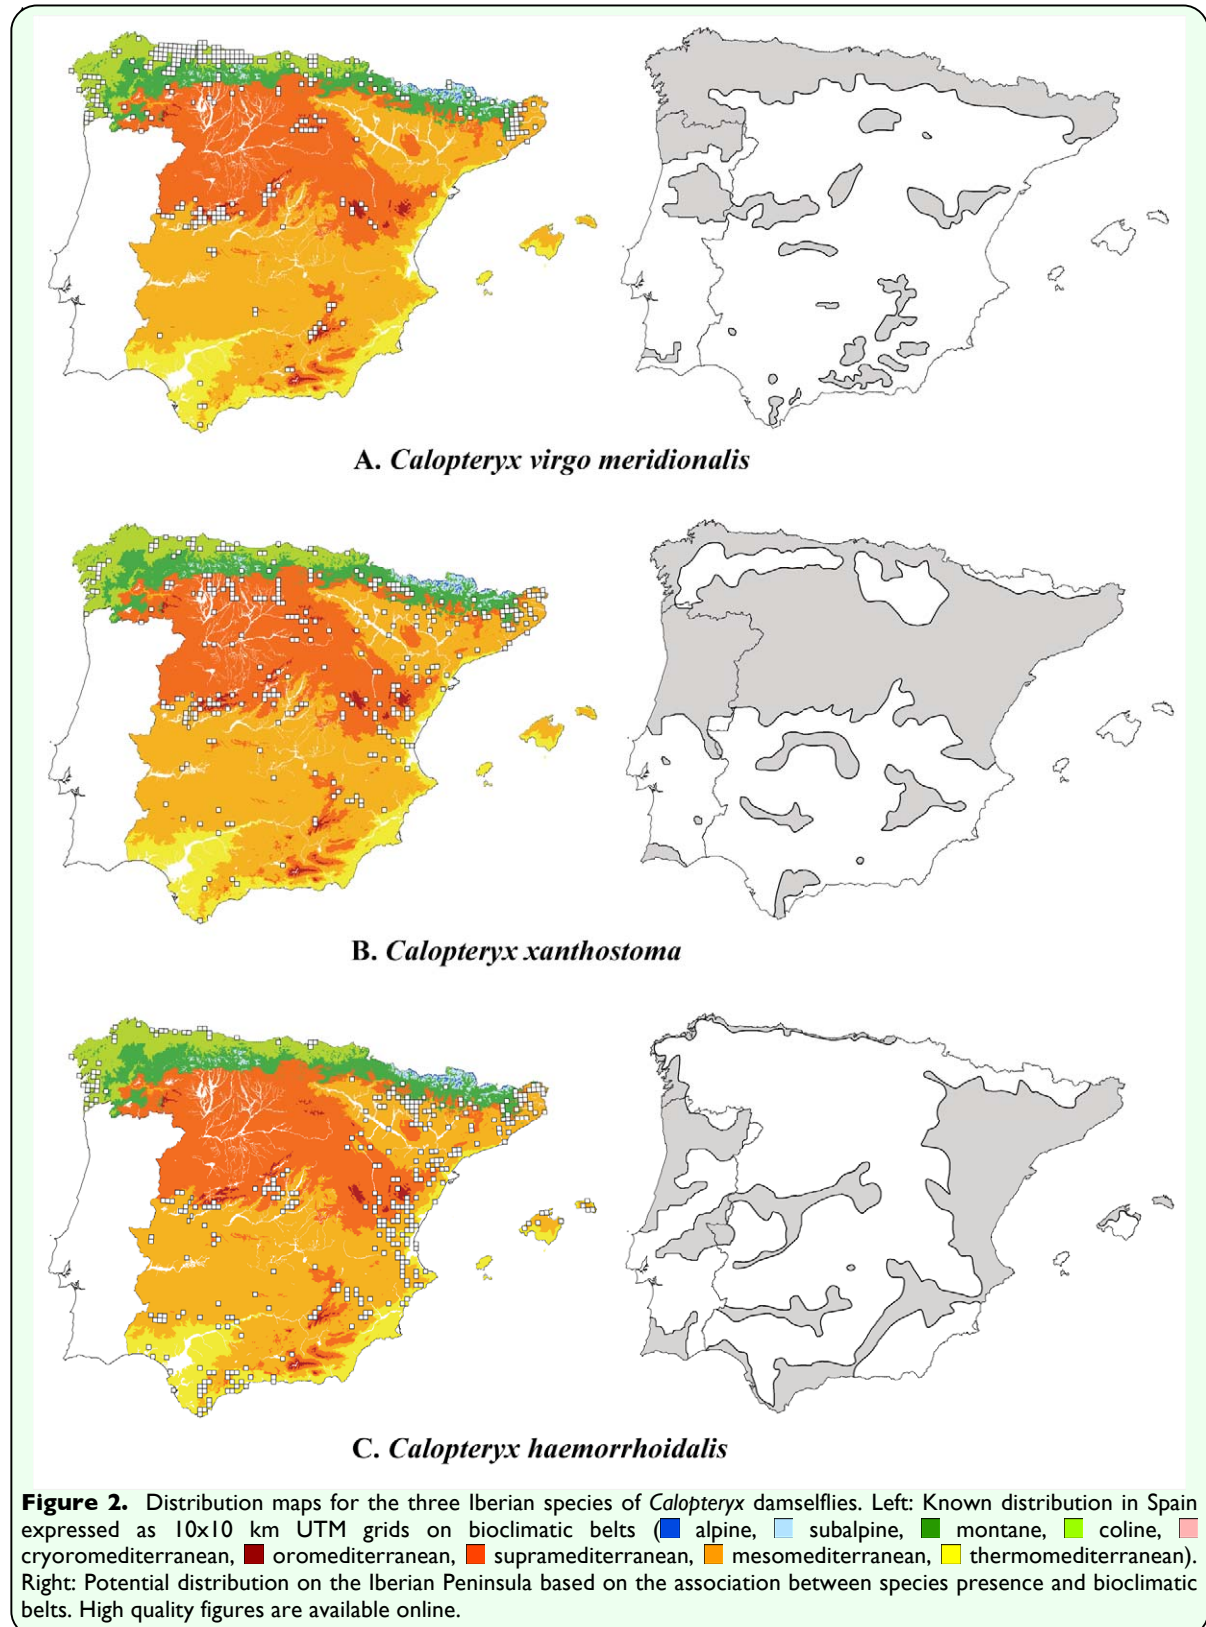 A. Calopteryx virgo meridionalis
B. Calopteryx xanthostoma
C. Calopteryx haemorrhoidalis
Figure 2. Distribution maps for the three Iberian species of Calopteryx damselflies. Left: Known distribution in Spain
expressed as 10x10 km UTM grids on bioclimatic belts ( alpine, subalpine, montane, coline,
cryoromediterranean, oromediterranean, supramediterranean, mesomediterranean, thermomediterranean).
Right: Potential distribution on the Iberian Peninsula based on the association between species presence and bioclimatic
belts. High quality figures are available online.